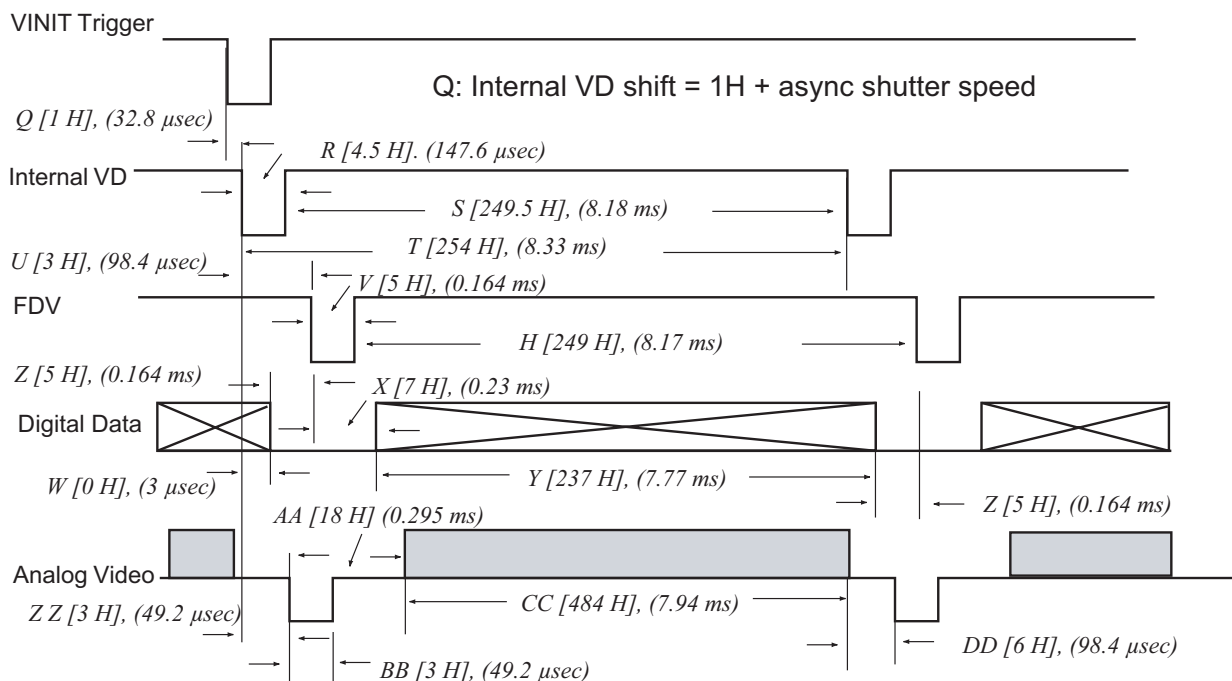 VINIT Trigger
Q: Internal VD shift = 1H + async shutter speed
Q [1 H], (32.8 µsec)
R [4.5 H]. (147.6 µsec)
Internal VD
S [249.5 H], (8.18 ms)
T [254 H], (8.33 ms)
U [3 H], (98.4 µsec)
V [5 H], (0.164 ms)
FDV
H [249 H], (8.17 ms)
Z [5 H], (0.164 ms)
X [7 H], (0.23 ms)
Digital Data
Y [237 H], (7.77 ms)
W [0 H], (3 µsec)
Z [5 H], (0.164 ms)
AA [18 H] (0.295 ms)
Analog Video
CC [484 H], (7.94 ms)
Z Z [3 H], (49.2 µsec)
DD [6 H], (98.4 µsec)
BB [3 H], (49.2 µsec)